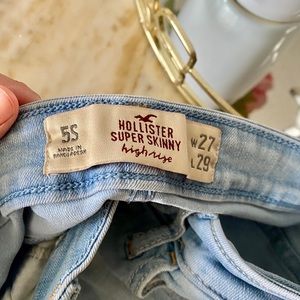 5S
MADE IN
BANGLADESH
HOLLISTER
SUPER SKINNY
high rise
W27
L29